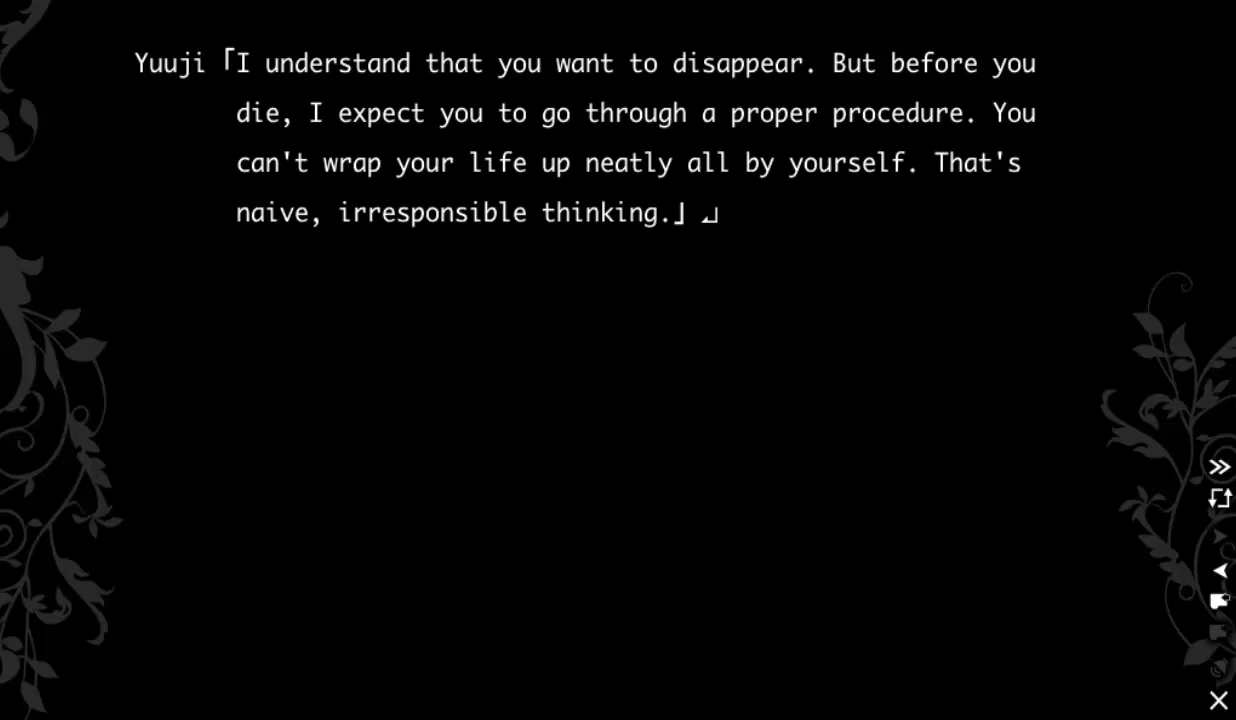 Yuuji「I understand that you want to disappear. But before you
die, I expect you to go through a proper procedure. You
can't wrap your life up neatly all by yourself. That's
naive, irresponsible thinking.」